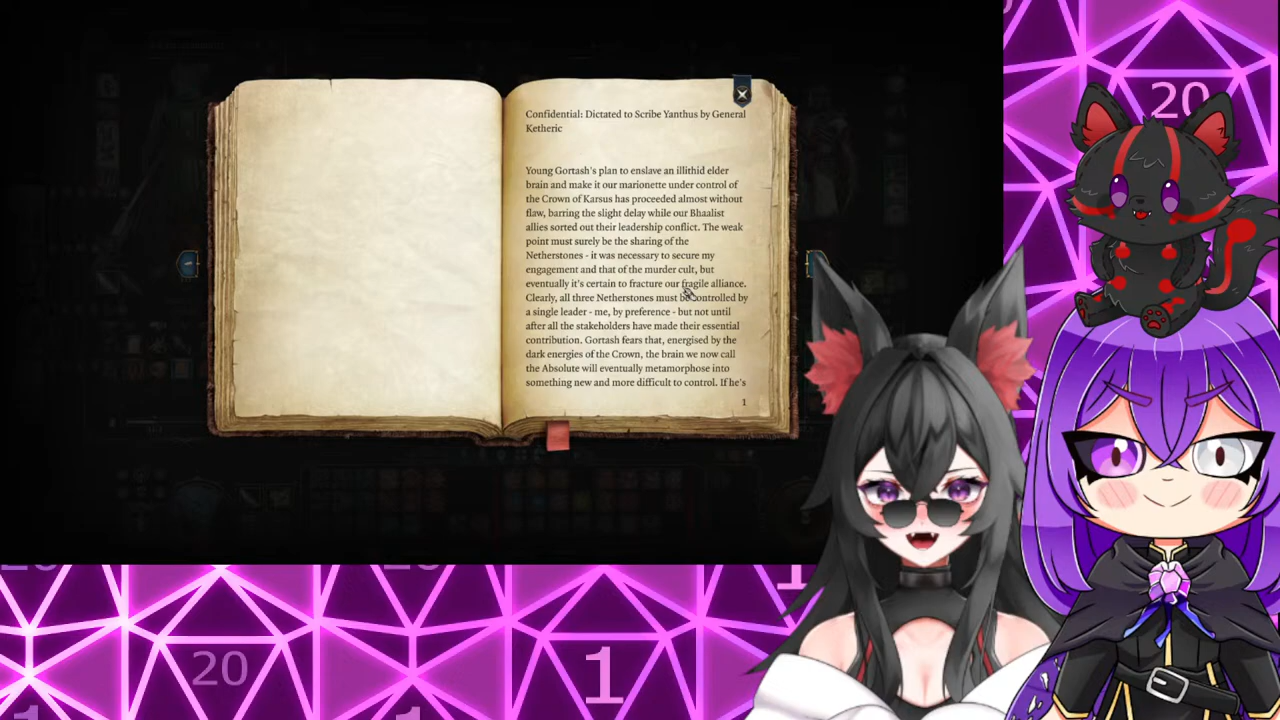 Confidential: Dictated to Scribe Yanthus by General
Ketheric
Young Gortash's plan to enslave an illithid elder
brain and make it our marionette under control of
the Crown of Karsus has proceeded almost without
flaw, barring the slight delay while our Bhaalist
allies sorted out their leadership conflict. The weak
point must surely be the sharing of the
Netherstones - it was necessary to secure my
engagement and that of the murder cult, but
eventually it's certain to fracture our fragile alliance.
Clearly, all three Netherstones must be controlled by
a single leader - me, by preference - but not until
after all the stakeholders have made their essential
contribution. Gortash fears that, energised by the
dark energies of the Crown, the brain we now call
the Absolute will eventually metamorphose into
something new and more difficult to control. If he's
1
20
20
1